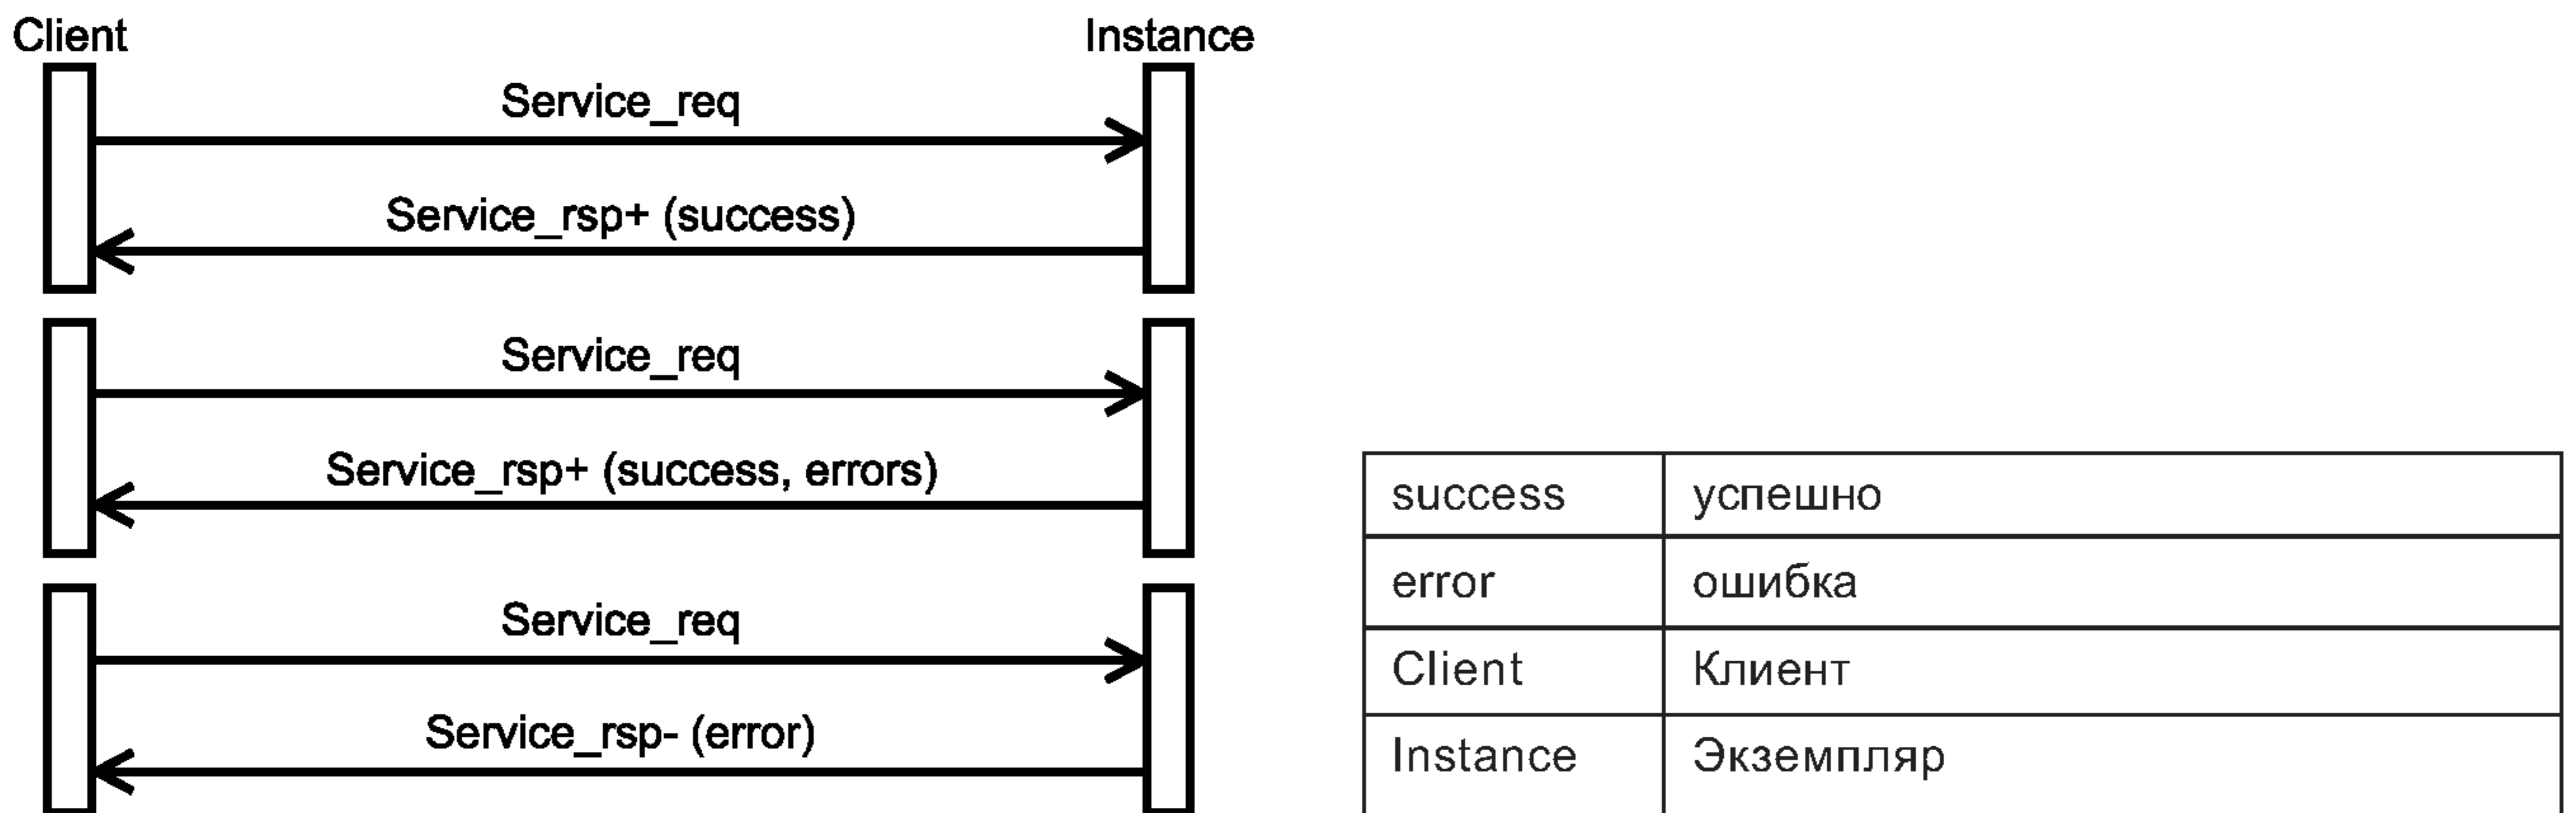 Client Instance
Service_req
Service_rsp+ (success)
Service_req
Service_rsp+ (success, errors)
Service_req
Service_rsp- (error)
success успешно
error ошибка
Client Клиент
Instance Экземпляр